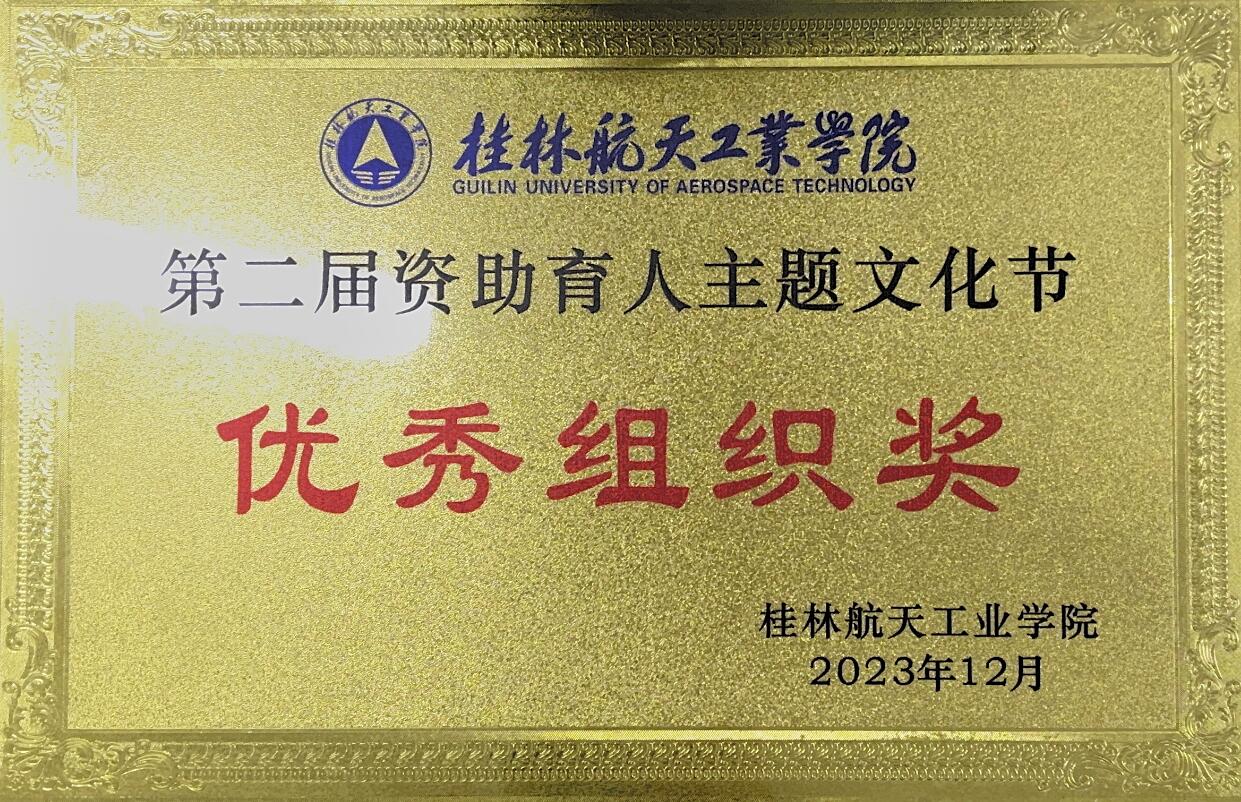 桂林航天工業學院
GUILIN UNIVERSITY OF AEROSPACE TECHNOLOGY
第二届资助育人主题文化节
优秀组织奖
桂林航天工业学院
2023年12月